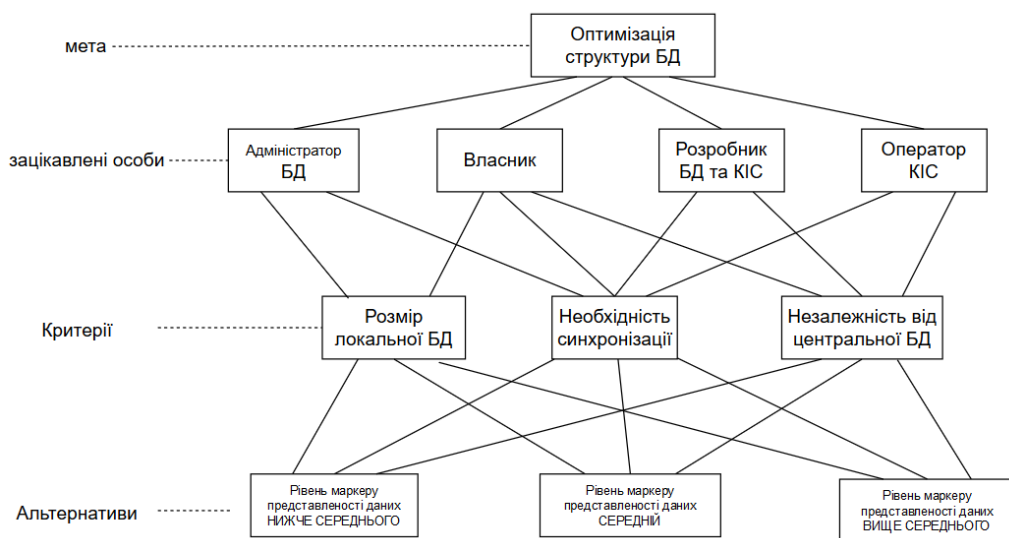 мета
Оптимізація
структури БД
зацікавлені особи
Адміністратор
БД
Власник
Розробник
БД та КІС
Оператор
КІС
Критерії
Розмір
локальної БД
Необхідність
синхронізації
Незалежність від
центральної БД
Альтернативи
Рівень маркеру
представленості даних
НИЖЧЕ СЕРЕДНЬОГО
Рівень маркеру
представленості даних
СЕРЕДНІЙ
Рівень маркеру
представленості даних
ВИЩЕ СЕРЕДНЬОГО